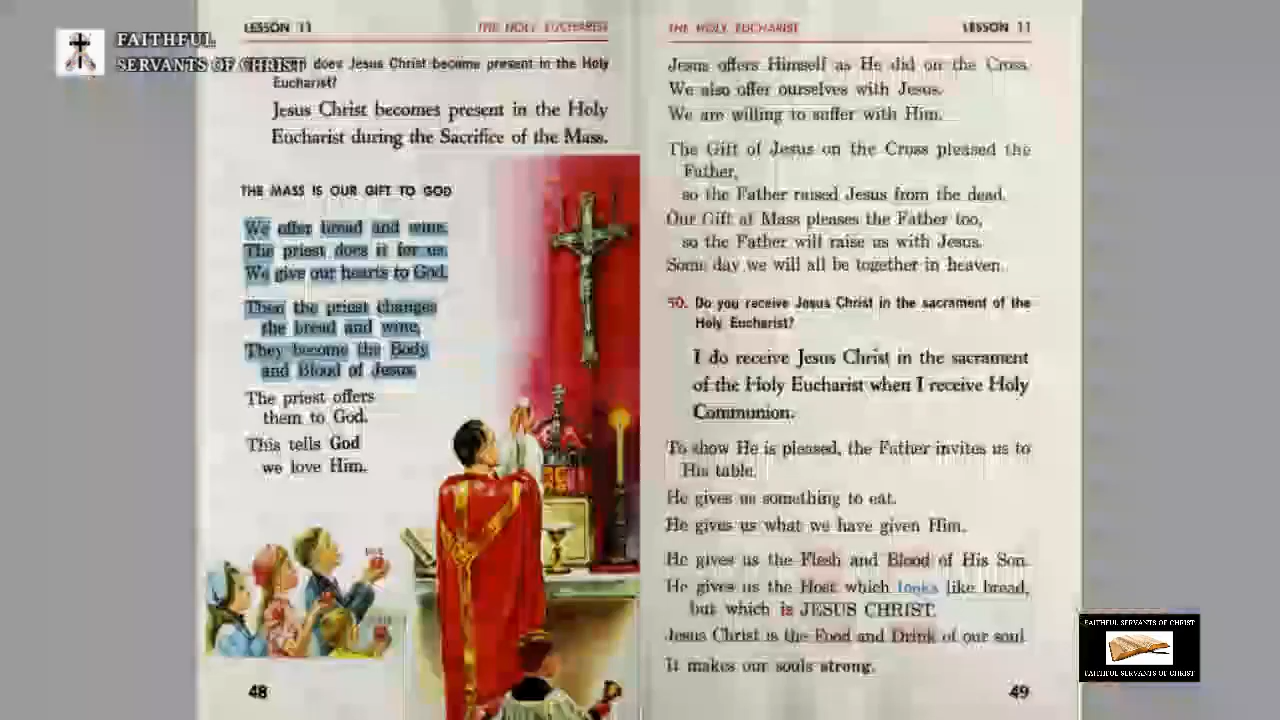 FAITHFUL
SERVANTS OF CHRIST
LESSON 11
THE HOLY EUCHARIST
does Jesus Christ become present in the Holy
Eucharist?
Jesus Christ becomes present in the Holy
Eucharist during the Sacrifice of the Mass.
THE MASS IS OUR GIFT TO GOD
We offer bread and wine.
The priest does it for us.
We give our hearts to God.
Then the priest changes
the bread and wine.
They become the Body
and Blood of Jesus.
The priest offers
them to God.
This tells God
we love Him.
48
THE HOLY EUCHARIST
LESSON 11
Jesus offers Himself as He did on the Cross.
We also offer ourselves with Jesus.
We are willing to suffer with Him.
The Gift of Jesus on the Cross pleased the
Father,
so the Father raised Jesus from the dead.
Our Gift at Mass pleases the Father too,
so the Father will raise us with Jesus.
Some day we will all be together in heaven.
50. Do you receive Jesus Christ in the sacrament of the
Holy Eucharist?
I do receive Jesus Christ in the sacrament
of the Holy Eucharist when I receive Holy
Communion.
To show He is pleased, the Father invites us to
His table.
He gives us something to eat.
He gives us what we have given Him.
He gives us the Flesh and Blood of His Son.
He gives us the Host which looks like bread,
but which is JESUS CHRIST.
Jesus Christ is the Food and Drink of our soul.
It makes our souls strong.
49
FAITHFUL SERVANTS OF CHRIST
FAITHFUL SERVANTS OF CHRIST